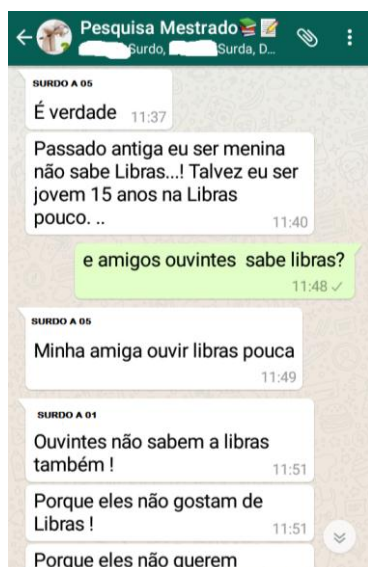 Pesquisa Mestrado
Surdo, Surda, D...
SURDO A 05
É verdade 11:37
Passado antiga eu ser menina
não sabe Libras...! Talvez eu ser
jovem 15 anos na Libras
pouco. ..
11:40
e amigos ouvintes sabe libras?
11:48
SURDO A 05
Minha amiga ouvir libras pouca
11:49
SURDO A 01
Ouvintes não sabem a libras
também !
11:51
Porque eles não gostam de
Libras !
11:51
Porque eles não querem